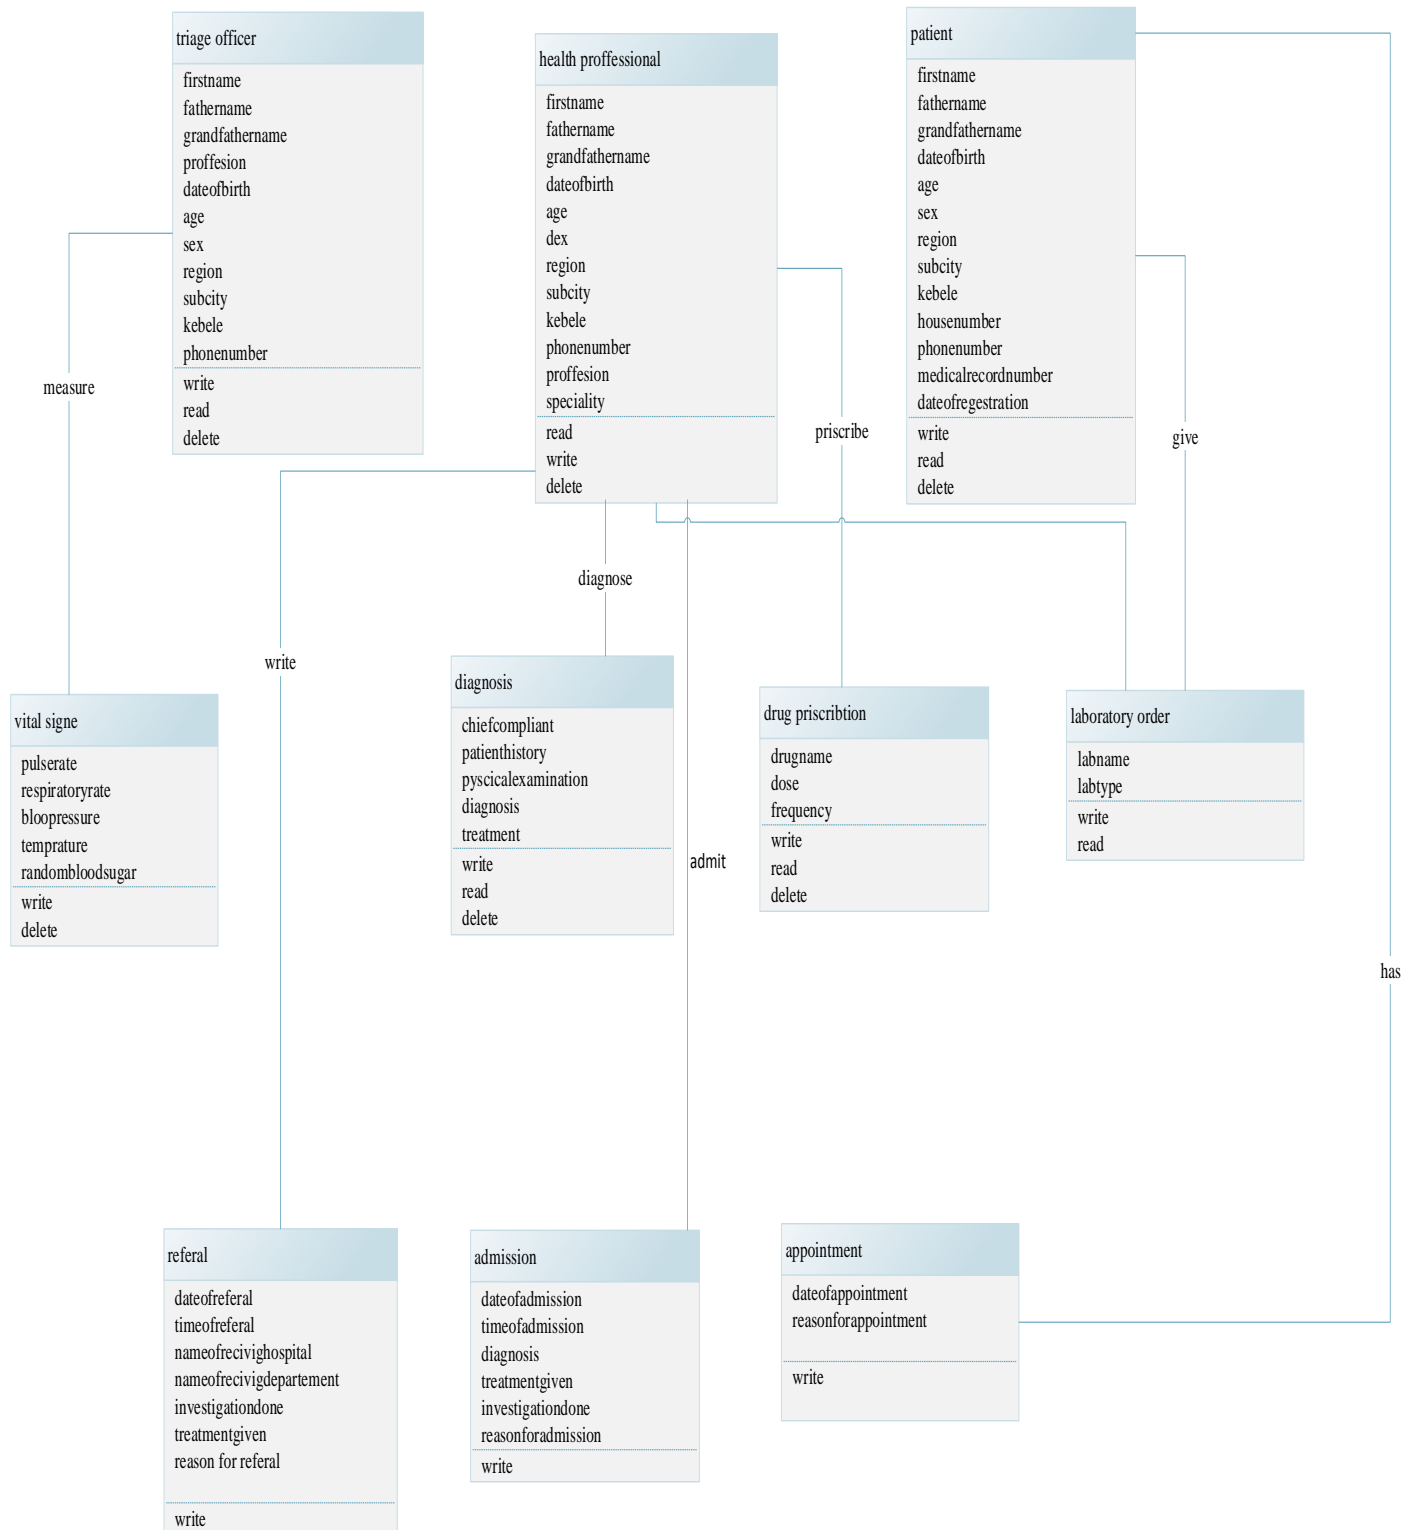 triage officer
firstname
fathername
grandfathername
proffesion
dateofbirth
age
sex
region
subcity
kebele
phonenumber
write
read
delete
health proffessional
firstname
fathername
grandfathername
dateofbirth
age
dex
region
subcity
kebele
phonenumber
proffesion
speciality
read
write
delete
patient
firstname
fathername
grandfathername
dateofbirth
age
sex
region
subcity
kebele
housenumber
phonenumber
medicalrecordnumber
dateofregestration
write
read
delete
measure
priscribe
give
diagnose
write
admit
has
vital signe
pulserate
respiratoryrate
bloopressure
temprature
randombloodsugar
write
delete
diagnosis
chiefcompliant
patienthistory
pyscicalexamination
diagnosis
treatment
write
read
delete
drug priscribtion
drugname
dose
frequency
write
read
delete
laboratory order
labname
labtype
write
read
referal
dateofreferal
timeofreferal
nameofrecivighospital
nameofrecivigdepartement
investigationdone
treatmentgiven
reason for referal
write
admission
dateofadmission
timeofadmission
diagnosis
treatmentgiven
investigationdone
reasonforadmission
write
appointment
dateofappointment
reasonforappointment
write